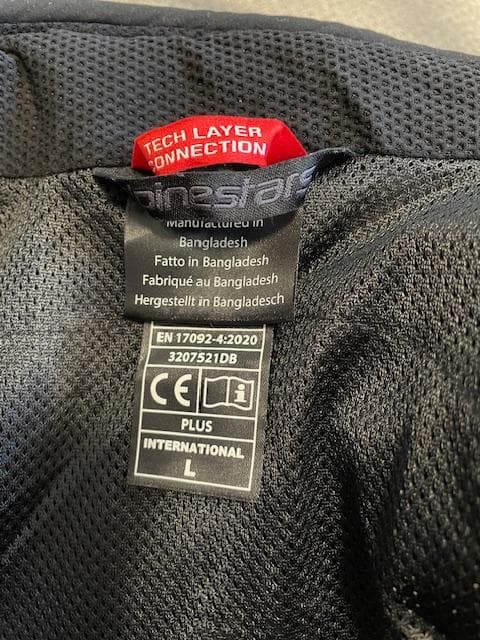 TECH LAYER
CONNECTION
pinestars
Manufactured in
Bangladesh
Fatto in Bangladesh
Fabriqué au Bangladesh
Hergestellt in Bangladesch
EN 17092-4:2020
3207521DB
CE i
PLUS
INTERNATIONAL
L